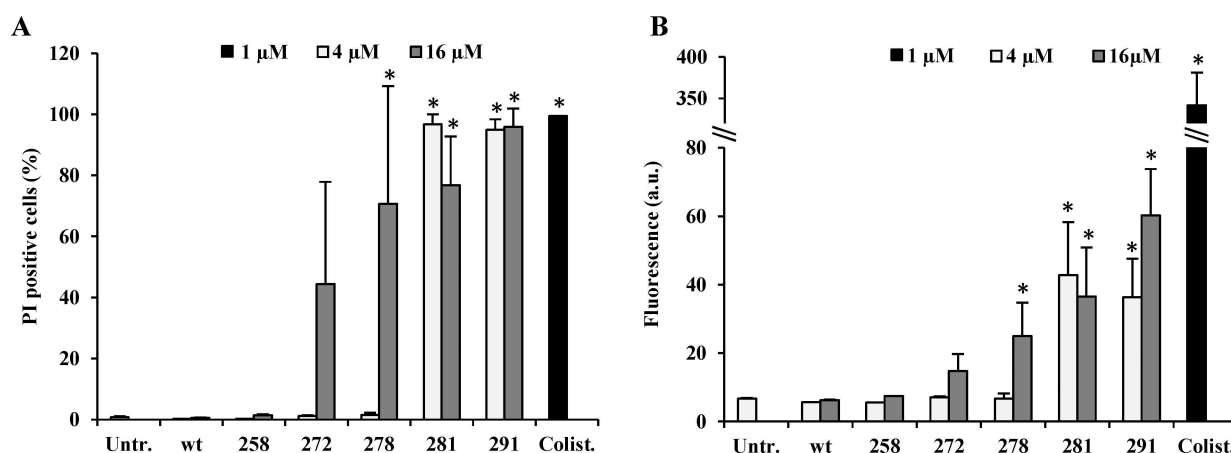 A
1 µM 4 µM 16 µM
120
100
80
60
40
20
0
PI positive cells (%)
* * * * * *
Untr. wt 258 272 278 281 291 Colist.
B
1 µM 4 µM 16µM
400
350
80
60
40
20
0
Fluorescence (a.u.)
* * * * * *
Untr. wt 258 272 278 281 291 Colist.